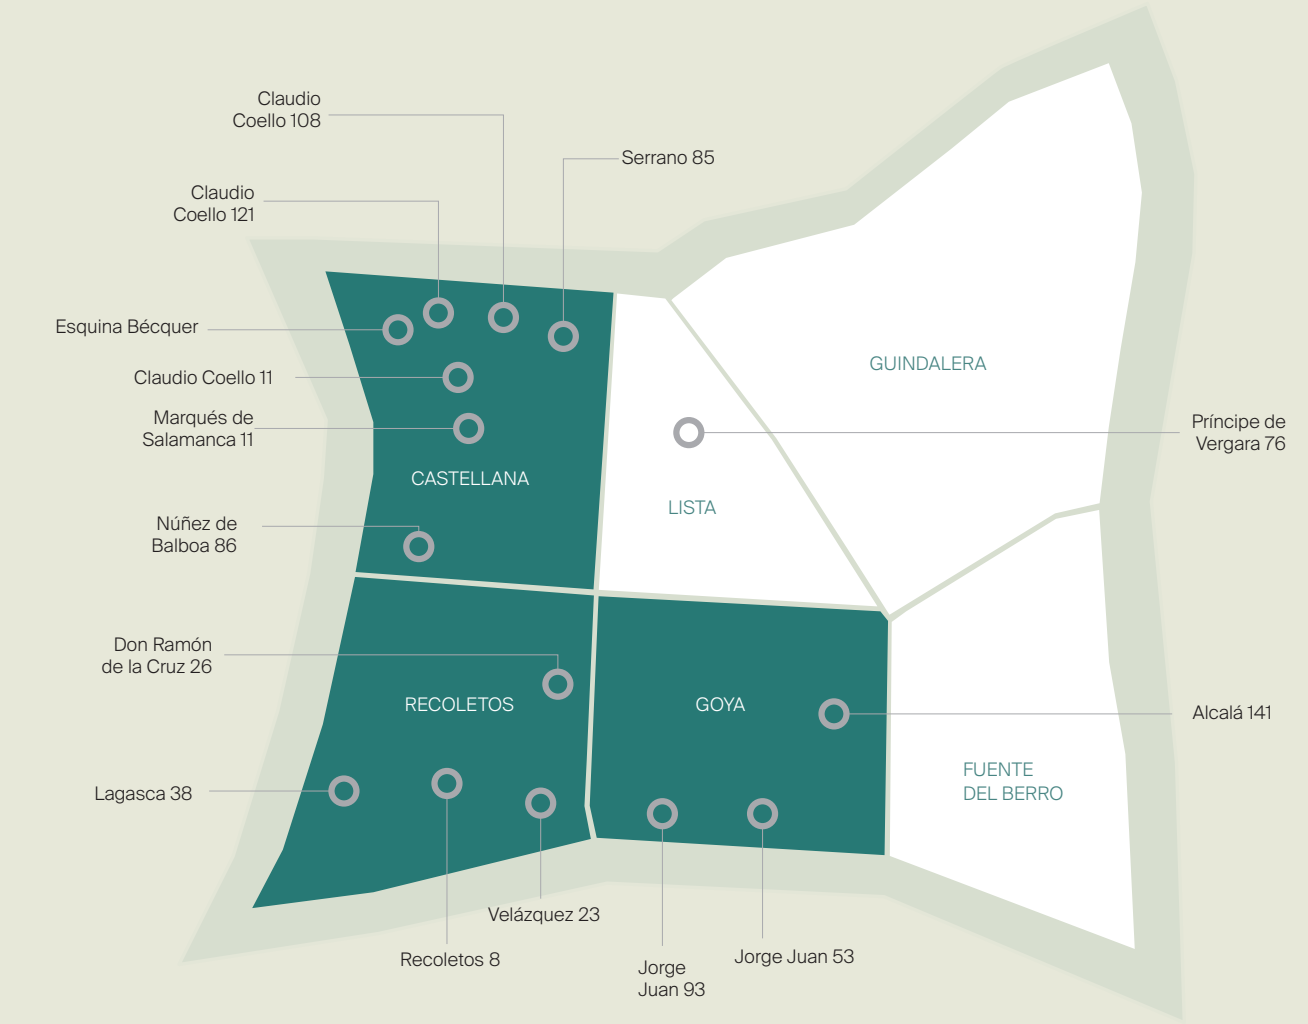 Claudio
Coello 108
Serrano 85
Claudio
Coello 121
Esquina Bécquer
Claudio Coello 11
Marqués de
Salamanca 11
CASTELLANA
Núñez de
Balboa 86
GUINDALERA
Príncipe de
Vergara 76
LISTA
Don Ramón
de la Cruz 26
RECOLETOS
GOYA
Alcalá 141
FUENTE
DEL BERRO
Lagasca 38
Velázquez 23
Recoletos 8
Jorge
Juan 93
Jorge Juan 53